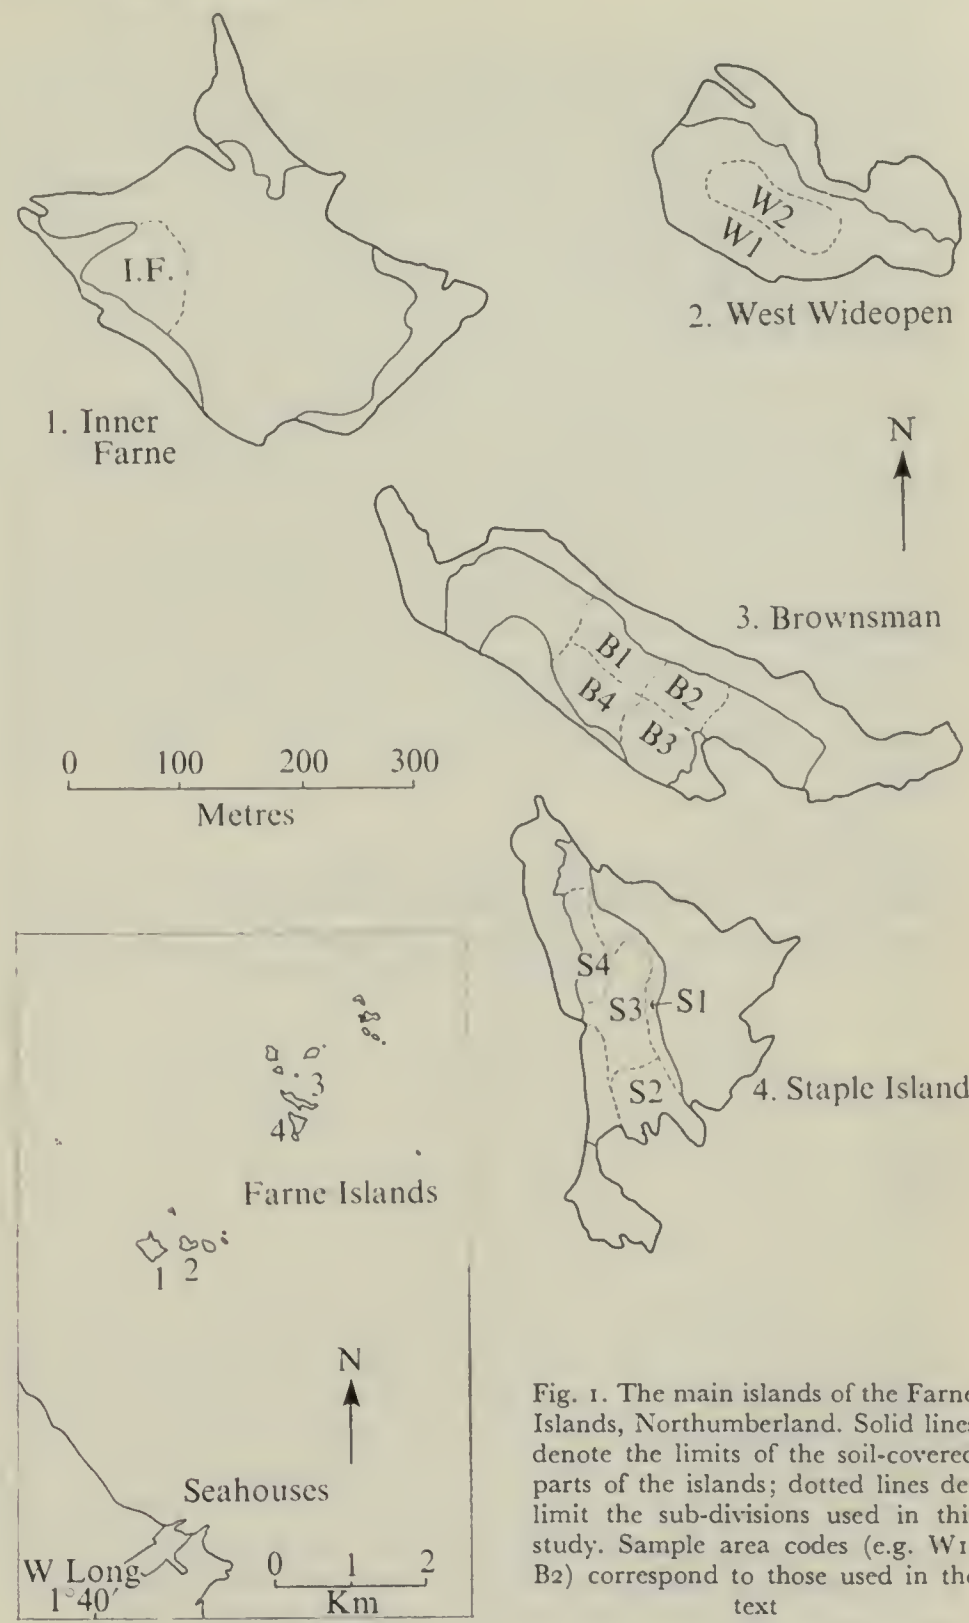 I.F.
1. Inner
Farne
W2
W1
2. West Wideopen
N
3. Brownsman
B1
B2
B4
B3
0 100 200 300
Metres
S4
S3
S1
S2
4. Staple Island
3
4
Farne Islands
1
2
N
Seahouses
W Long
1°40′
0 1 2
Km
Fig. 1. The main islands of the Farne
Islands, Northumberland. Solid lines
denote the limits of the soil-covered
parts of the islands; dotted lines de-
limit the sub-divisions used in this
study. Sample area codes (e.g. W1
B2) correspond to those used in the
text